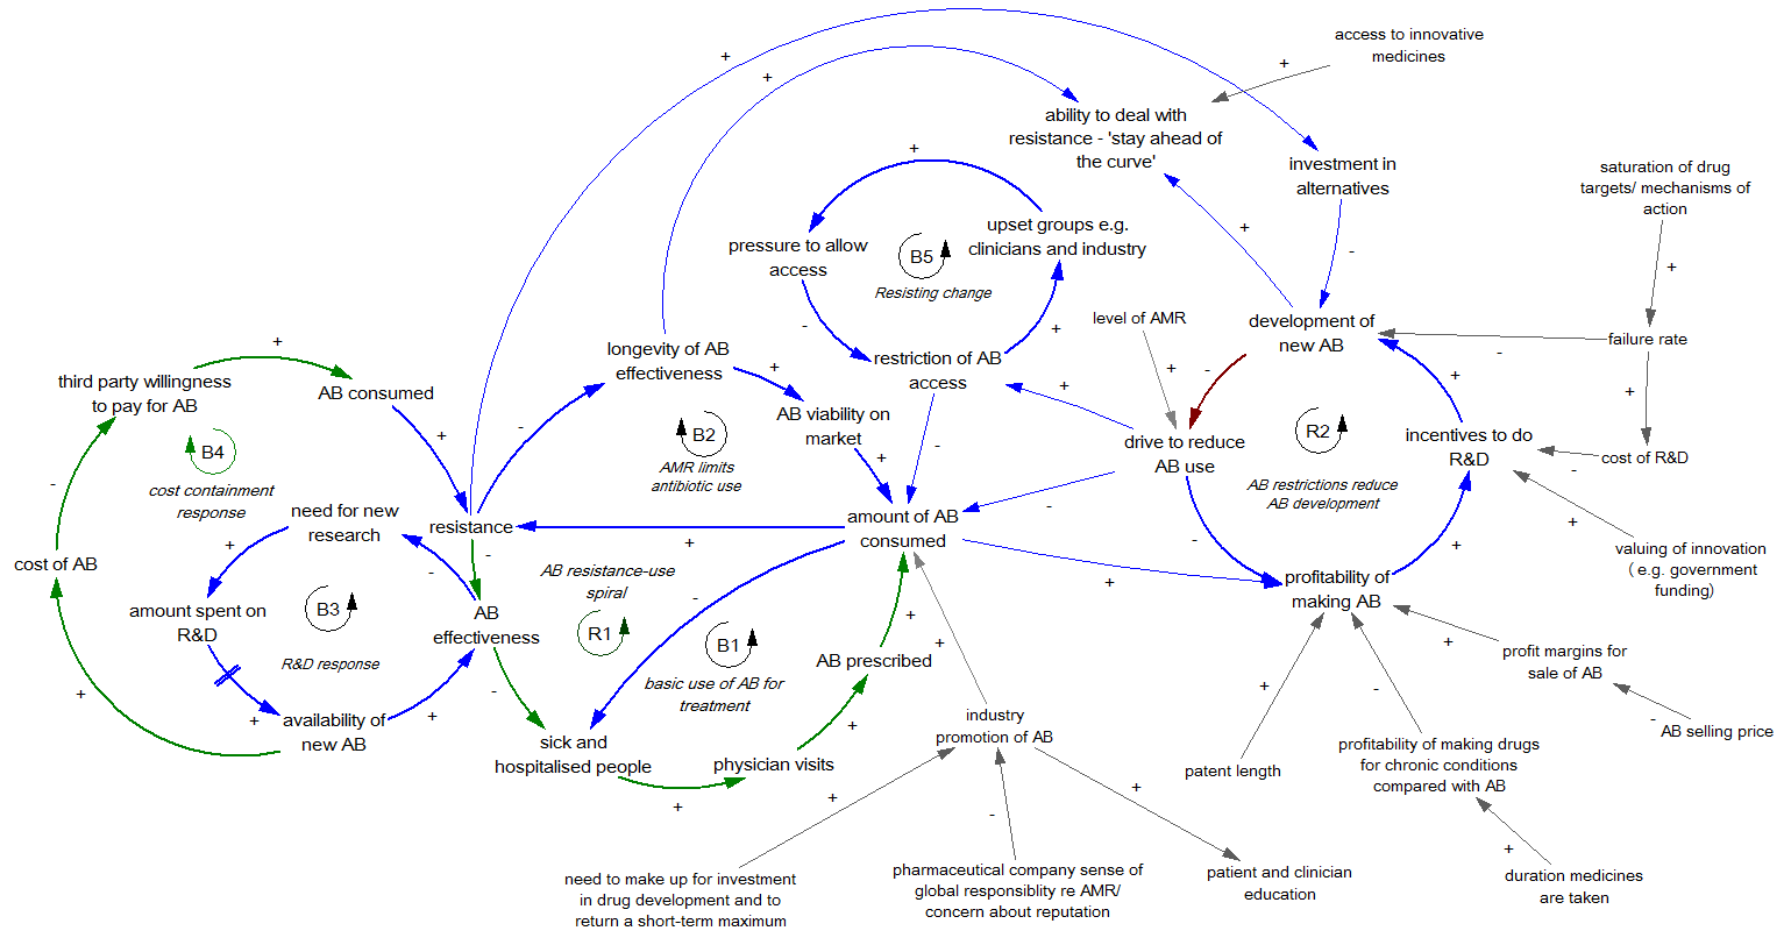 access to innovative
medicines
+
+
+
ability to deal with
resistance - 'stay ahead of
the curve'
+
investment in
alternatives
saturation of drug
targets/ mechanisms of
action
upset groups e.g.
clinicians and industry
pressure to allow
access
B5
Resisting change
+
-
+
-
+
level of AMR
development of
new AB
failure rate
-
longevity of AB
effectiveness
restriction of AB
access
+
third party willingness
to pay for AB
AB consumed
+
+
+
-
+
+
AB viability on
market
drive to reduce
AB use
R2
incentives to do
R&D
cost of R&D
-
B4
cost containment
response
+
-
B2
AMR limits
antibiotic use
+
-
AB restrictions reduce
AB development
-
need for new
research
resistance
amount of AB
consumed
-
-
+
valuing of innovation
( e.g. government
funding)
cost of AB
+
-
+
AB resistance-use
spiral
+
+
profitability of
making AB
amount spent on
R&D
B3
-
AB
effectiveness
-
R1
B1
+
+
+
profit margins for
sale of AB
R&D response
AB prescribed
basic use of AB for
treatment
+
-
+
+
-
+
+
-
-
AB selling price
availability of
new AB
sick and
hospitalised people
physician visits
industry
promotion of AB
patent length
profitability of making drugs
for chronic conditions
compared with AB
+
+
-
+
+
need to make up for investment
in drug development and to
return a short-term maximum
pharmaceutical company sense of
global responsiblity re AMR/
concern about reputation
patient and clinician
education
duration medicines
are taken